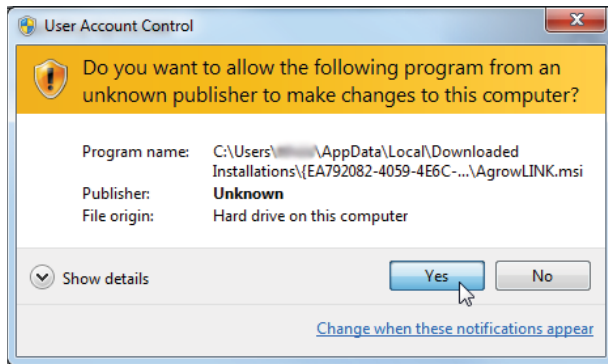 User Account Control
Do you want to allow the following program from an
unknown publisher to make changes to this computer?
Program name: C:\Users\ \AppData\Local\Downloaded
Installations\{EA792082-4059-4E6C-...\AgrowLINK.msi
Publisher: Unknown
File origin: Hard drive on this computer
Show details Yes No
Change when these notifications appear